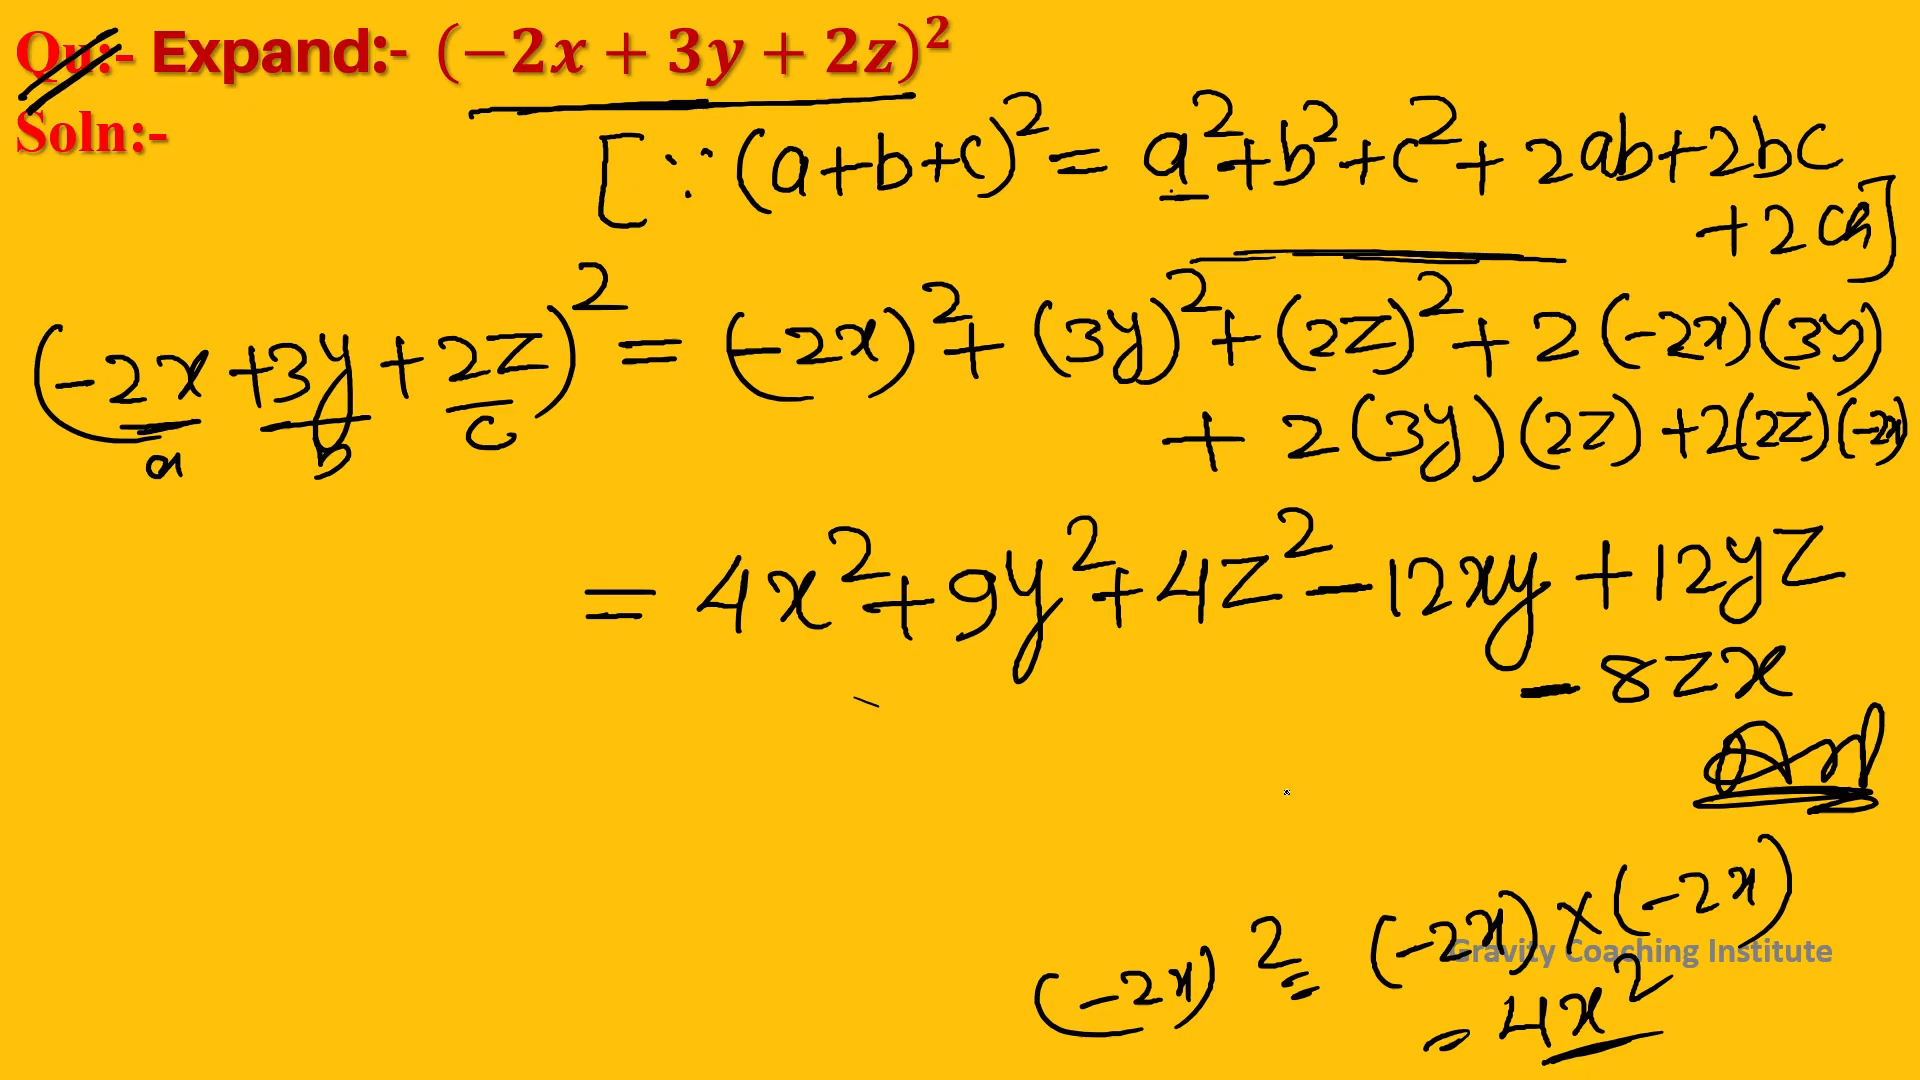 Qu:- Expand:- (−2x + 3y + 2z)²
Soln:-
[∵ (a+b+c)² = a²+b²+c²+2ab+2bc
+2ca]
(-2x+3y+2z)² = (-2x)²+(3y)²+(2z)²+2(-2x)(3y)
a b c
+2(3y)(2z)+2(2z)(-2x)
= 4x²+9y²+4z²-12xy+12yz
-8zx
Ans
(-2x)² = (-2x)×(-2x)
Gravity Coaching Institute
= 4x²